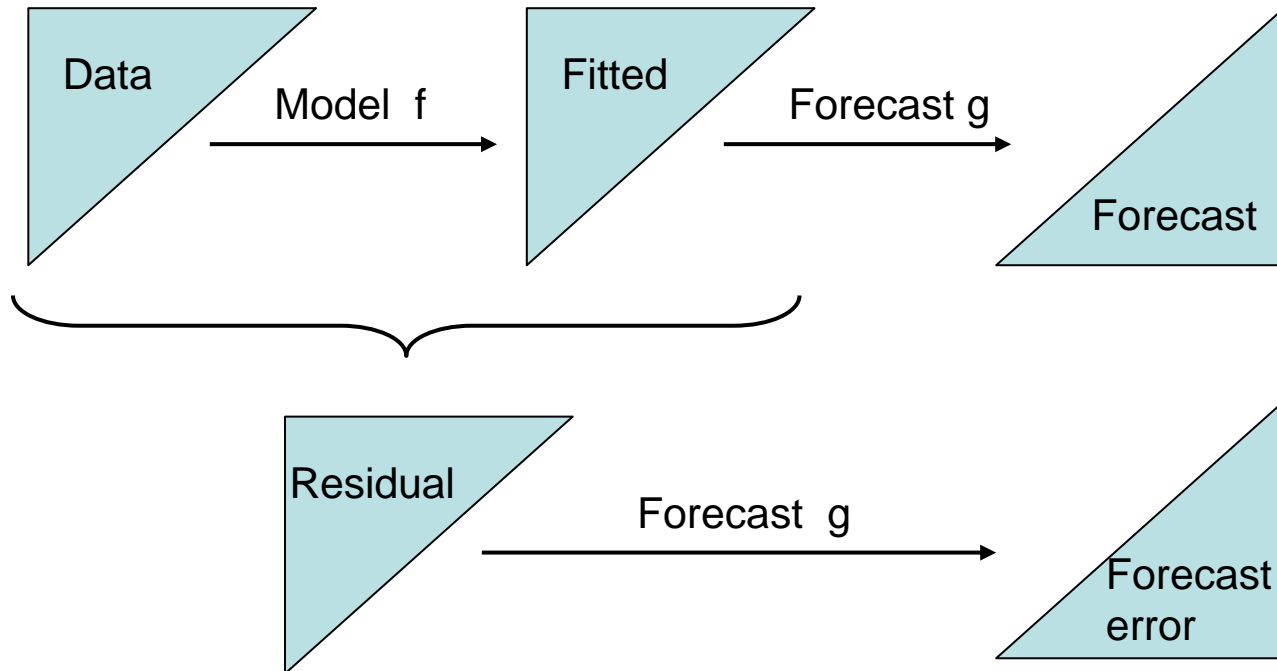 Data
Model f
Fitted
Forecast g
Forecast
Residual
Forecast g
Forecast
error